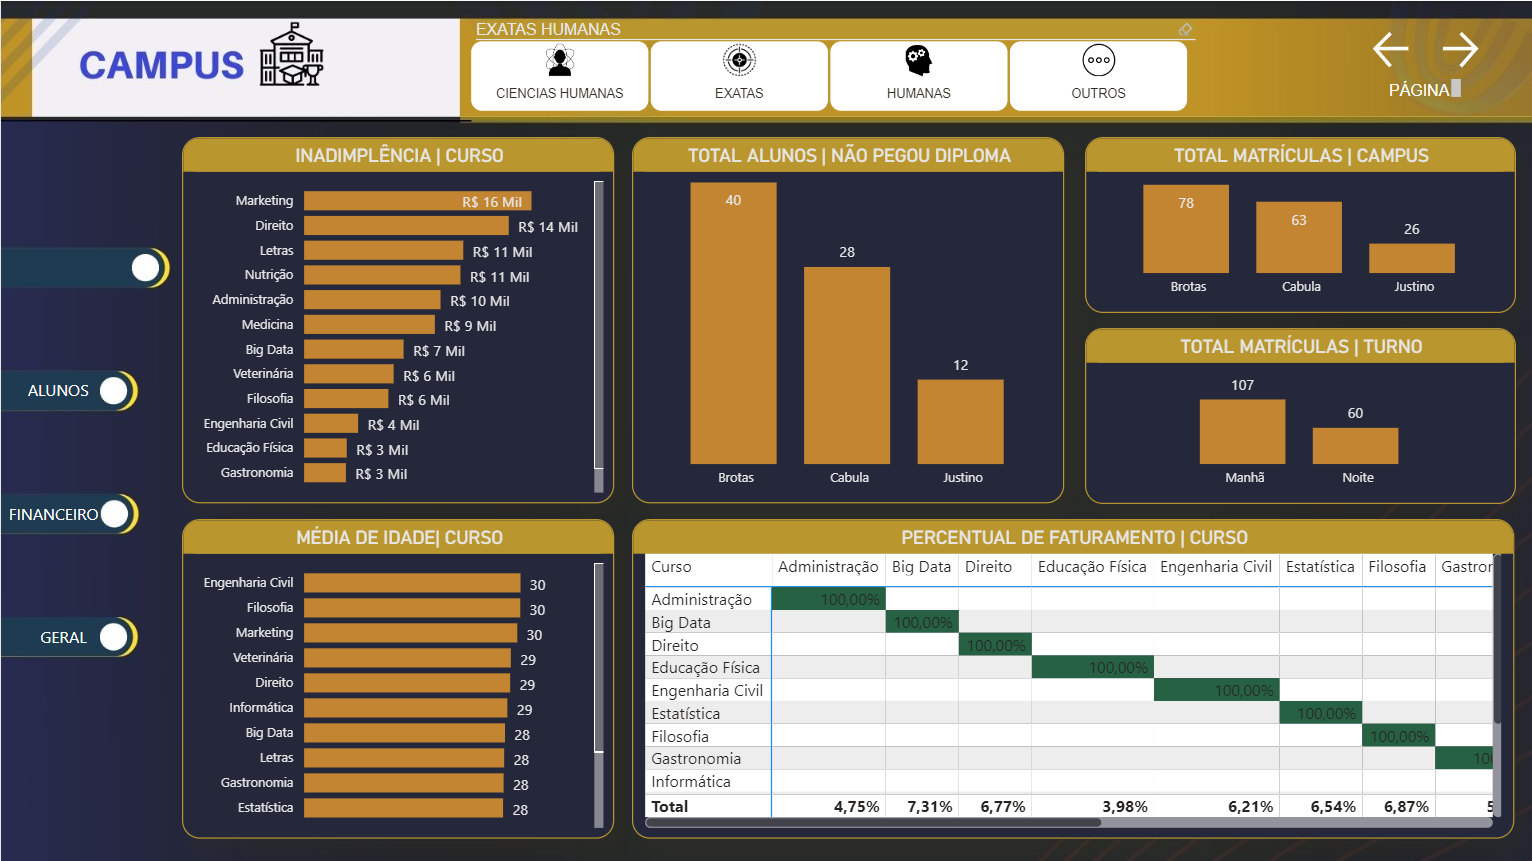 CAMPUS
EXATAS HUMANAS
CIENCIAS HUMANAS
EXATAS
HUMANAS
OUTROS
PÁGINA
ALUNOS
FINANCEIRO
GERAL
INADIMPLÊNCIA | CURSO
Marketing R$ 16 Mil
Direito R$ 14 Mil
Letras R$ 11 Mil
Nutrição R$ 11 Mil
Administração R$ 10 Mil
Medicina R$ 9 Mil
Big Data R$ 7 Mil
Veterinária R$ 6 Mil
Filosofia R$ 6 Mil
Engenharia Civil R$ 4 Mil
Educação Física R$ 3 Mil
Gastronomia R$ 3 Mil
TOTAL ALUNOS | NÃO PEGOU DIPLOMA
40 28 12
Brotas Cabula Justino
TOTAL MATRÍCULAS | CAMPUS
78 63 26
Brotas Cabula Justino
TOTAL MATRÍCULAS | TURNO
107 60
Manhã Noite
MÉDIA DE IDADE| CURSO
Engenharia Civil 30
Filosofia 30
Marketing 30
Veterinária 29
Direito 29
Informática 29
Big Data 28
Letras 28
Gastronomia 28
Estatística 28
PERCENTUAL DE FATURAMENTO | CURSO
Curso Administração Big Data Direito Educação Física Engenharia Civil Estatística Filosofia Gastror
Administração 100,00%
Big Data 100,00%
Direito 100,00%
Educação Física 100,00%
Engenharia Civil 100,00%
Estatística 100,00%
Filosofia 100,00%
Gastronomia 10
Informática
Total 4,75% 7,31% 6,77% 3,98% 6,21% 6,54% 6,87% 5